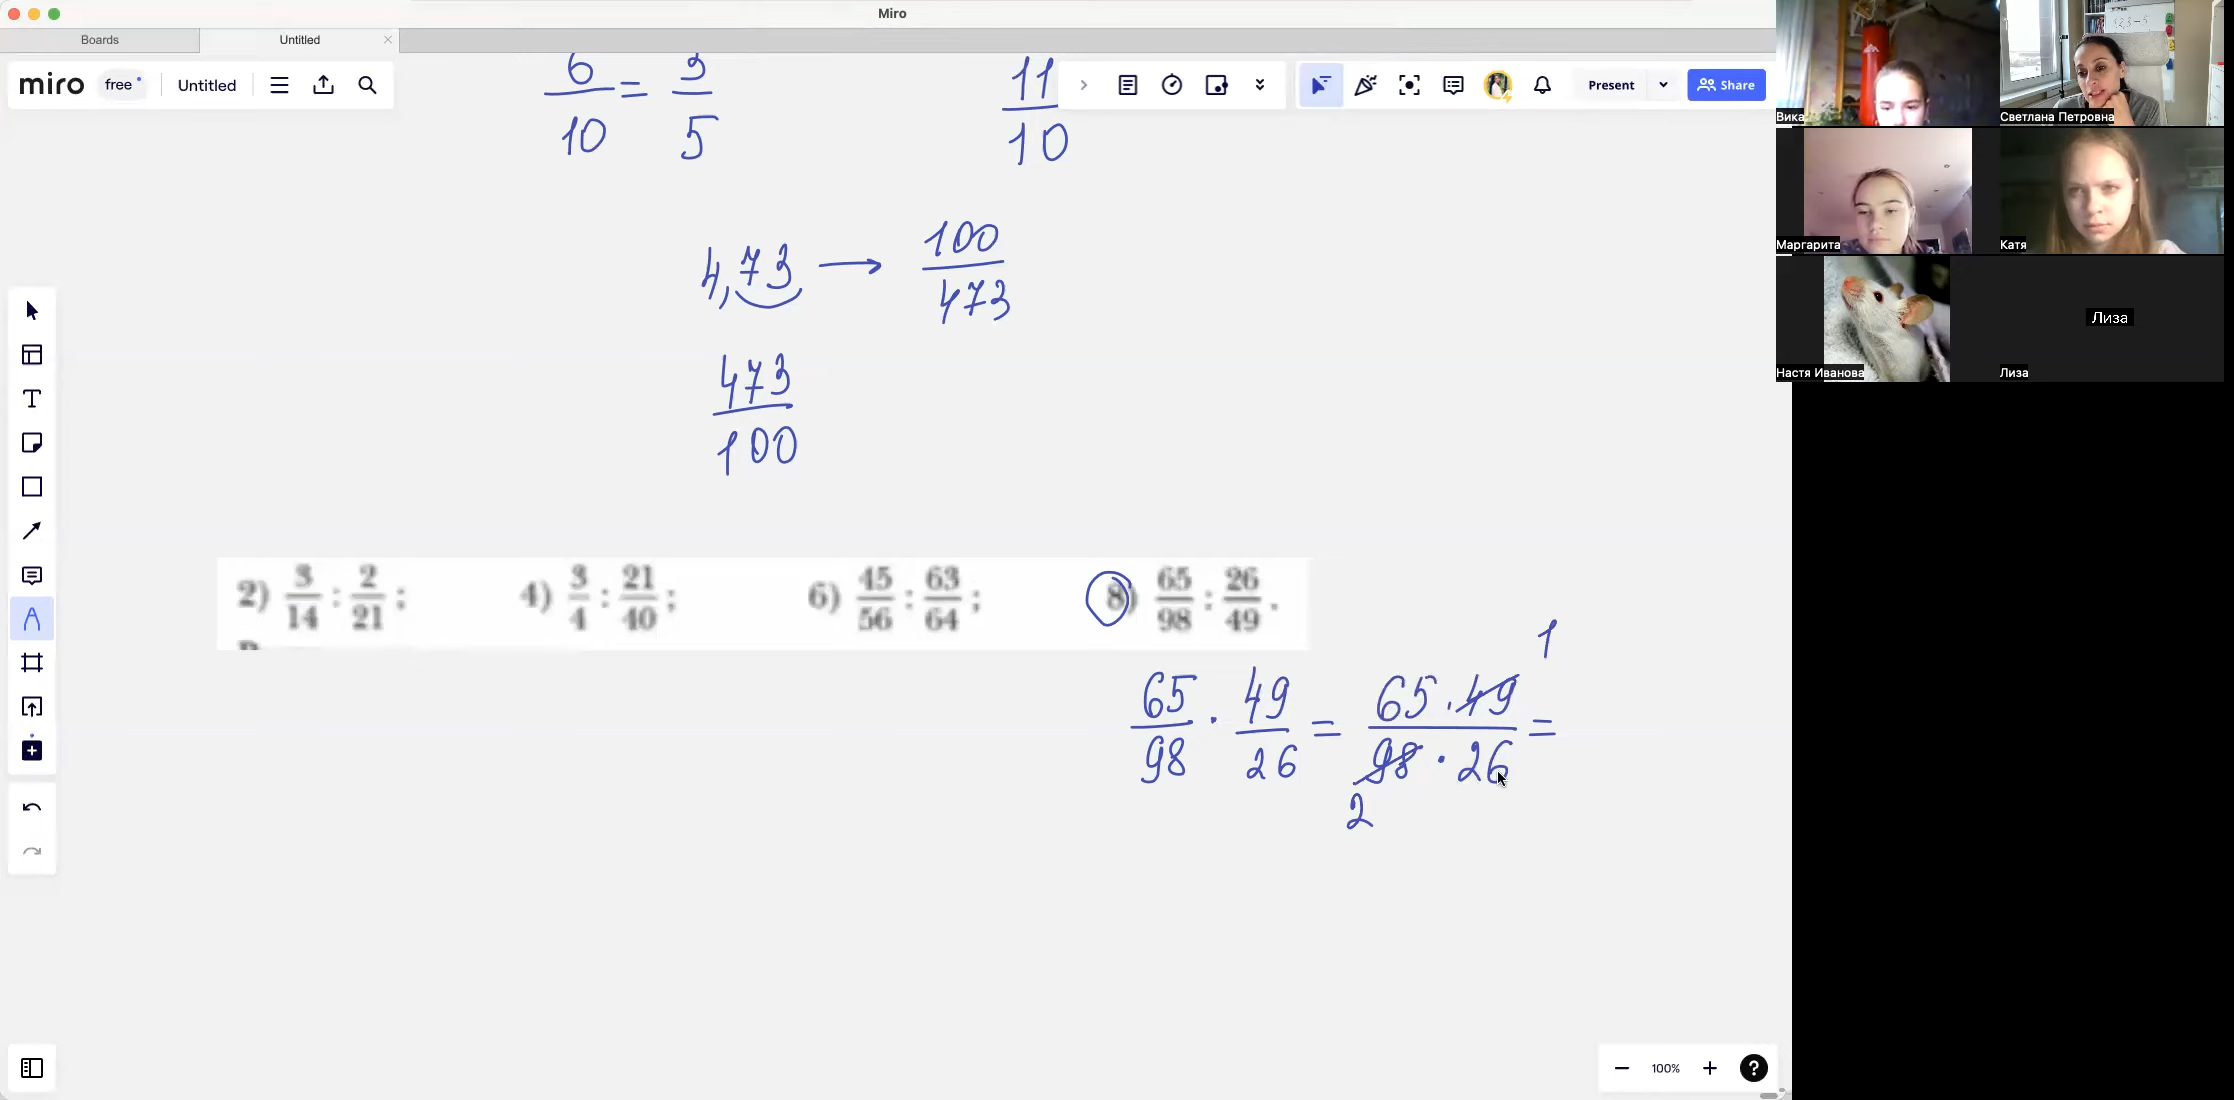 Miro
Boards
Untitled
miro free Untitled
Present
Share
6/10 = 3/5
11/10
4,73 → 100/473
473/100
2) 3/14 : 2/21 ; 4) 3/4 : 21/40 ; 6) 45/56 : 63/64 ; 8) 65/98 : 26/49 .
1
65/98 · 49/26 = 65 · 49/98 · 26 =
2
100%
Вика
Светлана Петровна
Маргарита
Катя
Настя Иванова
Лиза
Лиза